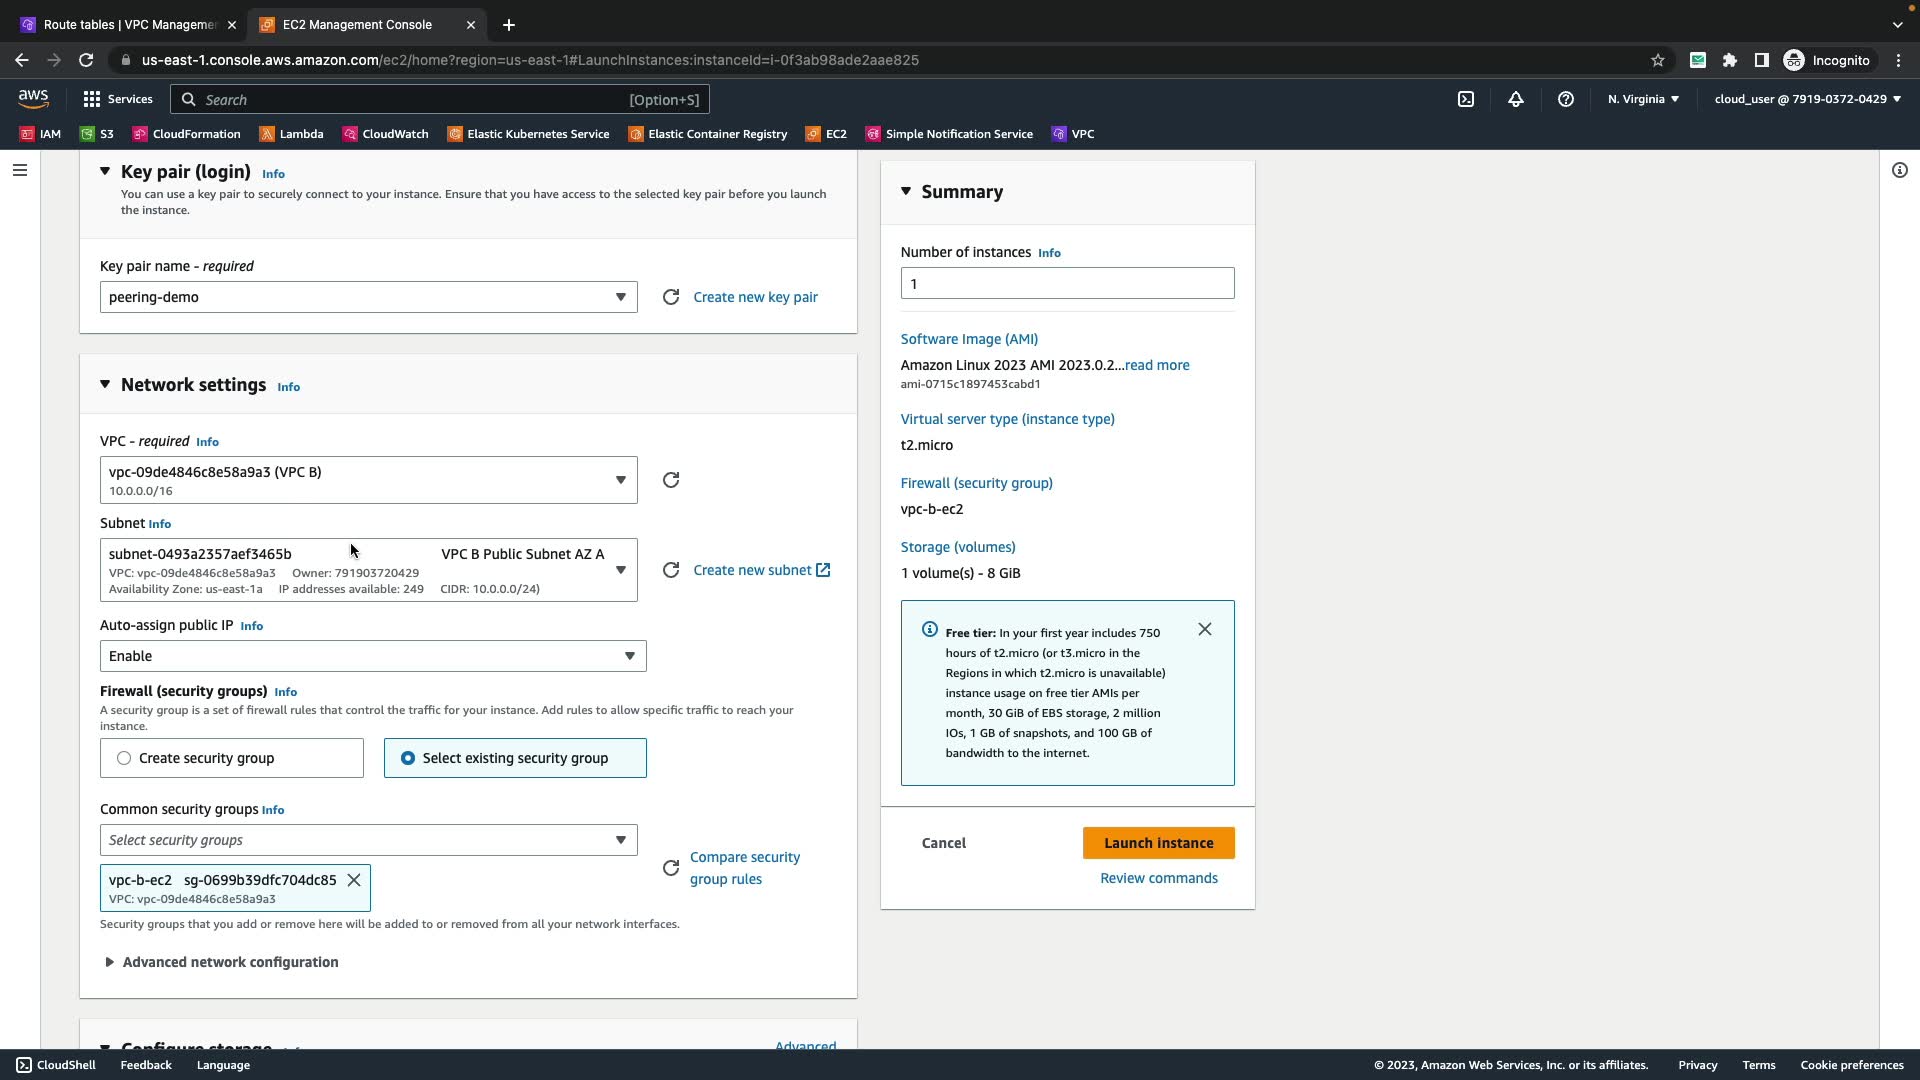 Route tables | VPC Manageme
EC2 Management Console
us-east-1.console.aws.amazon.com/ec2/home?region=us-east-1#LaunchInstances:instanceId=i-0f3ab98ade2aae825
Incognito
aws
Services
Search
[Option+S]
N. Virginia
cloud_user @ 7919-0372-0429
IAM
S3
CloudFormation
Lambda
CloudWatch
Elastic Kubernetes Service
Elastic Container Registry
EC2
Simple Notification Service
VPC
Key pair (login) Info
You can use a key pair to securely connect to your instance. Ensure that you have access to the selected key pair before you launch
the instance.
Key pair name - required
peering-demo
Create new key pair
Network settings Info
VPC - required Info
vpc-09de4846c8e58a9a3 (VPC B)
10.0.0.0/16
Subnet Info
subnet-0493a2357aef3465b VPC B Public Subnet AZ A
VPC: vpc-09de4846c8e58a9a3 Owner: 791903720429
Availability Zone: us-east-1a IP addresses available: 249 CIDR: 10.0.0.0/24)
Create new subnet
Auto-assign public IP Info
Enable
Firewall (security groups) Info
A security group is a set of firewall rules that control the traffic for your instance. Add rules to allow specific traffic to reach your
instance.
Create security group
Select existing security group
Common security groups Info
Select security groups
vpc-b-ec2 sg-0699b39dfc704dc85
VPC: vpc-09de4846c8e58a9a3
Compare security
group rules
Security groups that you add or remove here will be added to or removed from all your network interfaces.
Advanced network configuration
Configure storage Info
Advanced
Summary
Number of instances Info
1
Software Image (AMI)
Amazon Linux 2023 AMI 2023.0.2...read more
ami-0715c1897453cabd1
Virtual server type (instance type)
t2.micro
Firewall (security group)
vpc-b-ec2
Storage (volumes)
1 volume(s) - 8 GiB
Free tier: In your first year includes 750
hours of t2.micro (or t3.micro in the
Regions in which t2.micro is unavailable)
instance usage on free tier AMIs per
month, 30 GiB of EBS storage, 2 million
IOs, 1 GB of snapshots, and 100 GB of
bandwidth to the internet.
Cancel
Launch instance
Review commands
CloudShell
Feedback
Language
© 2023, Amazon Web Services, Inc. or its affiliates.
Privacy
Terms
Cookie preferences